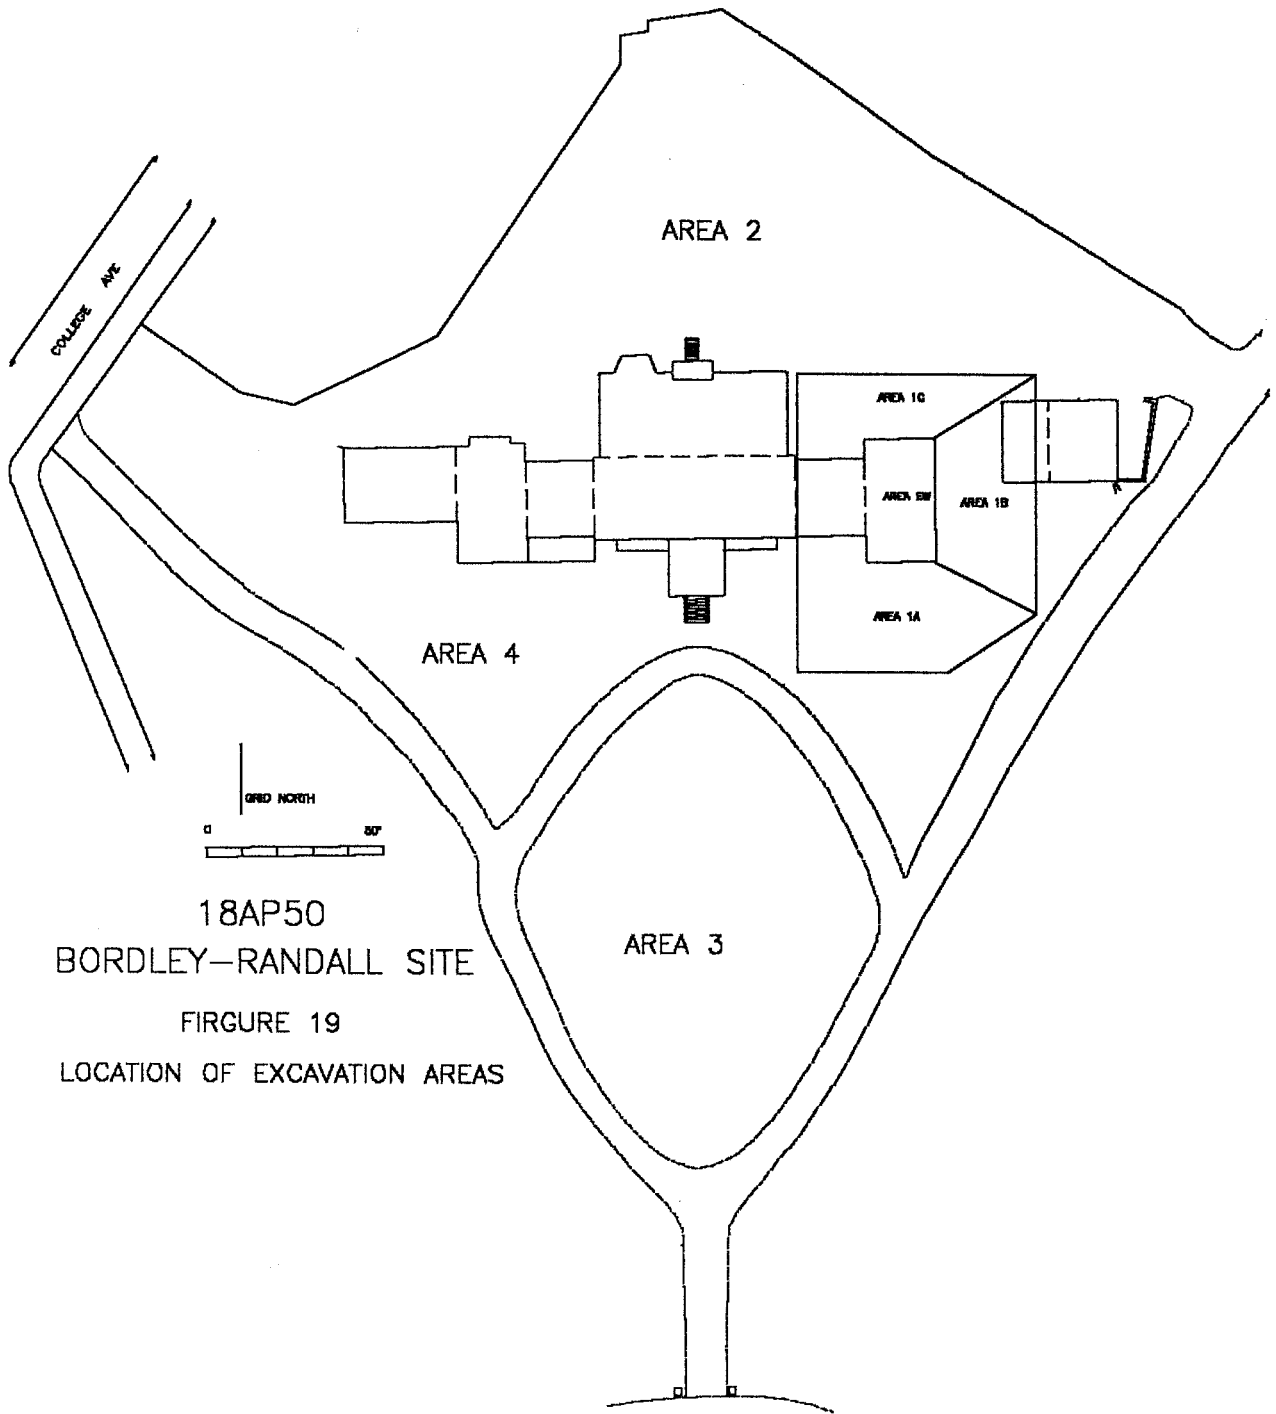 AREA 2
COLLEGE AVE
AREA 1C
AREA 1B
AREA 1A
AREA 4
GRID NORTH
0
18AP50
BORDLEY-RANDALL SITE
AREA 3
FIRGURE 19
LOCATION OF EXCAVATION AREAS